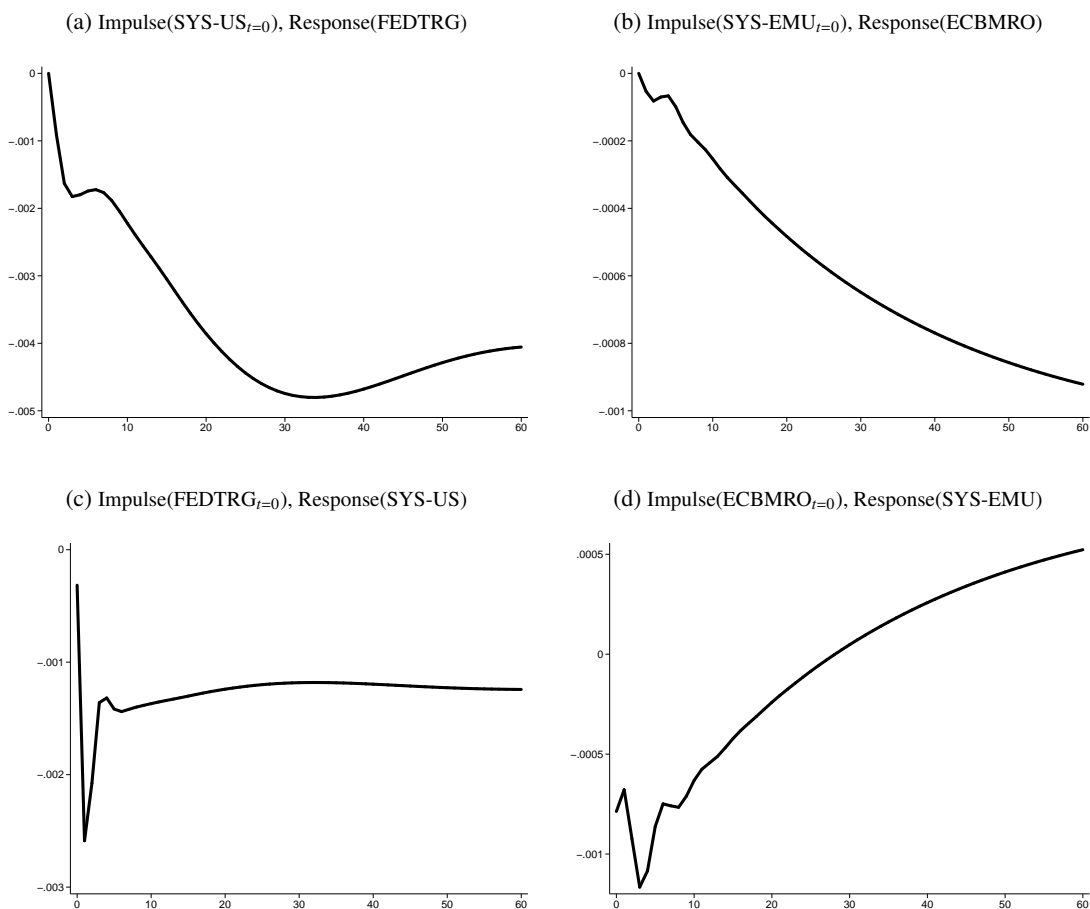 (a) Impulse(SYS-US_{t=0}), Response(FEDTRG)
(b) Impulse(SYS-EMU_{t=0}), Response(ECBMRO)
0
−.001
−.002
−.003
−.004
−.005
0 10 20 30 40 50 60
0
−.0002
−.0004
−.0006
−.0008
−.001
0 10 20 30 40 50 60
(c) Impulse(FEDTRG_{t=0}), Response(SYS-US)
(d) Impulse(ECBMRO_{t=0}), Response(SYS-EMU)
0
−.001
−.002
−.003
0 10 20 30 40 50 60
.0005
0
−.0005
−.001
0 10 20 30 40 50 60